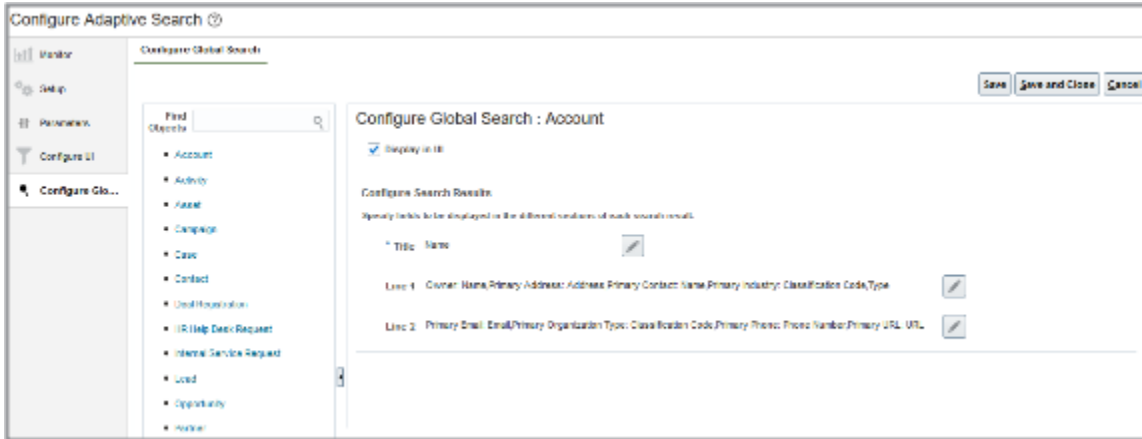 Configure Adaptive Search
Monitor
Configure Global Search
Setup
Save
Save and Close
Cancel
Parameters
Configure UI
Configure Glo...
Find
Objects
Account
Activity
Asset
Campaign
Case
Contact
Deal Registration
HR Help Desk Request
Internal Service Request
Lead
Opportunity
Partner
Configure Global Search : Account
Display in UI
Configure Search Results
Specify fields to be displayed in the different sections of each search result.
* Title Name
Line 1 Owner: Name,Primary Address: Address,Primary Contact: Name,Primary Industry: Classification Code,Type
Line 2 Primary Email: Email,Primary Organization Type: Classification Code,Primary Phone: Phone Number,Primary URL: URL